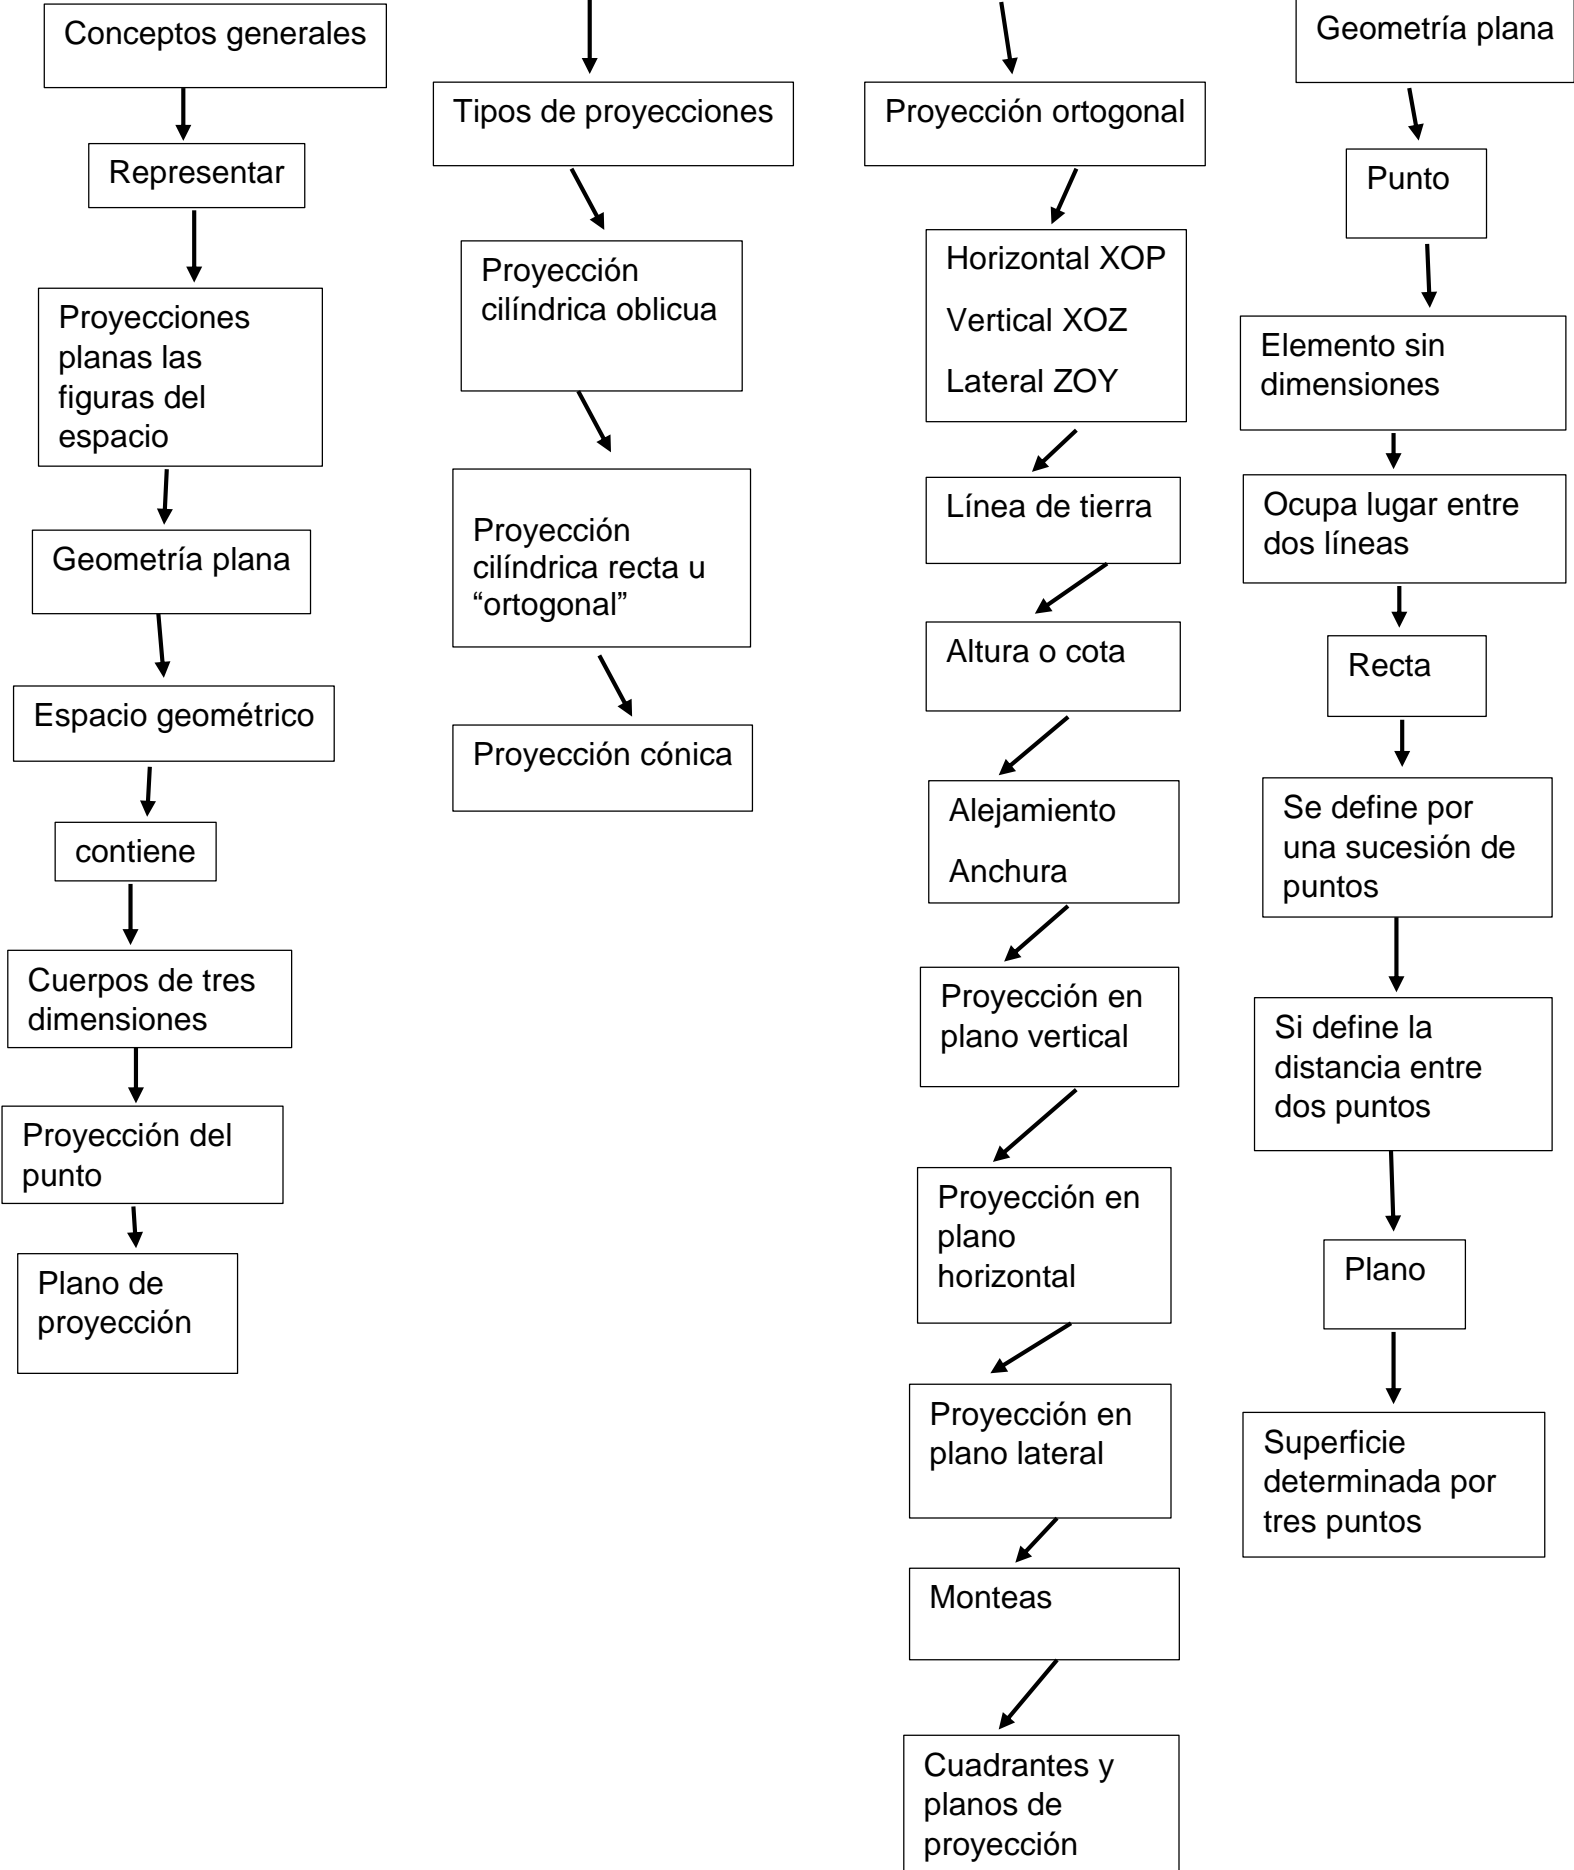 Conceptos generales
Representar
Proyecciones
planas las
figuras del
espacio
Geometría plana
Espacio geométrico
contiene
Cuerpos de tres
dimensiones
Proyección del
punto
Plano de
proyección
Tipos de proyecciones
Proyección
cilíndrica oblicua
Proyección
cilíndrica recta u
“ortogonal”
Proyección cónica
Proyección ortogonal
Horizontal XOP
Vertical XOZ
Lateral ZOY
Línea de tierra
Altura o cota
Alejamiento
Anchura
Proyección en
plano vertical
Proyección en
plano
horizontal
Proyección en
plano lateral
Monteas
Cuadrantes y
planos de
proyección
Geometría plana
Punto
Elemento sin
dimensiones
Ocupa lugar entre
dos líneas
Recta
Se define por
una sucesión de
puntos
Si define la
distancia entre
dos puntos
Plano
Superficie
determinada por
tres puntos